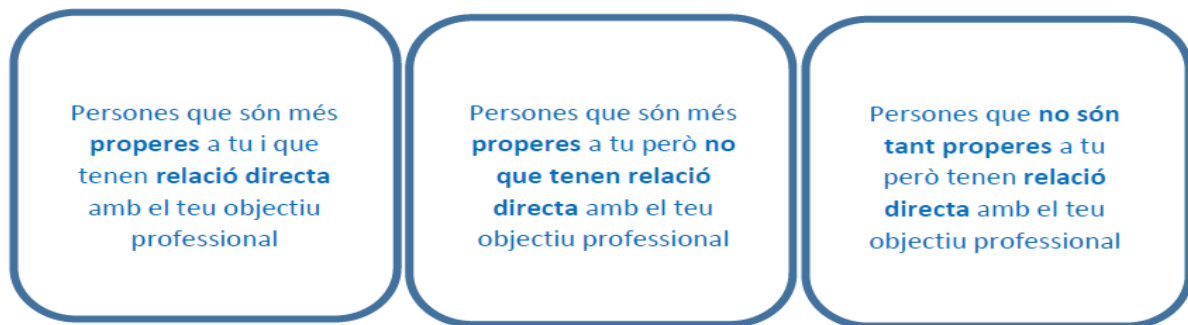 Persones que són més
properes a tu i que
tenen relació directa
amb el teu objectiu
professional
Persones que són més
properes a tu però no
que tenen relació
directa amb el teu
objectiu professional
Persones que no són
tant properes a tu
però tenen relació
directa amb el teu
objectiu professional